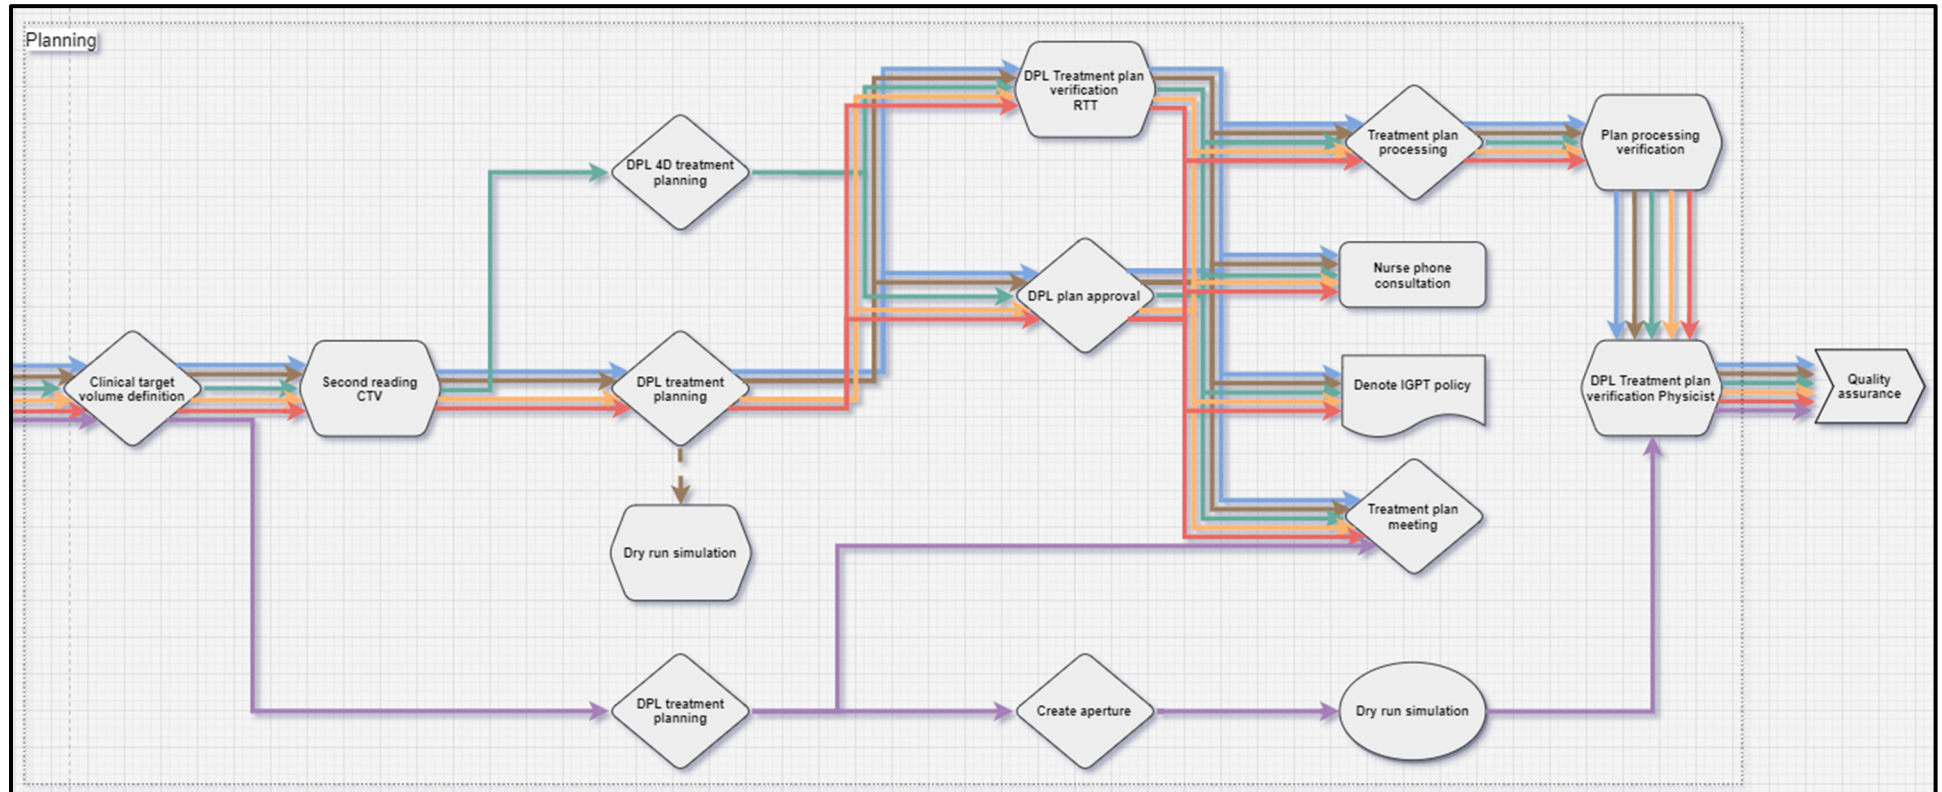 Planning
DPL Treatment plan
verification
RTT
Treatment plan
processing
Plan processing
verification
DPL 4D treatment
planning
Nurse phone
consultation
DPL plan approval
Clinical target
volume definition
Second reading
CTV
DPL treatment
planning
Denote IGPT policy
DPL Treatment plan
verification Physicist
Quality
assurance
Treatment plan
meeting
Dry run simulation
DPL treatment
planning
Create aperture
Dry run simulation